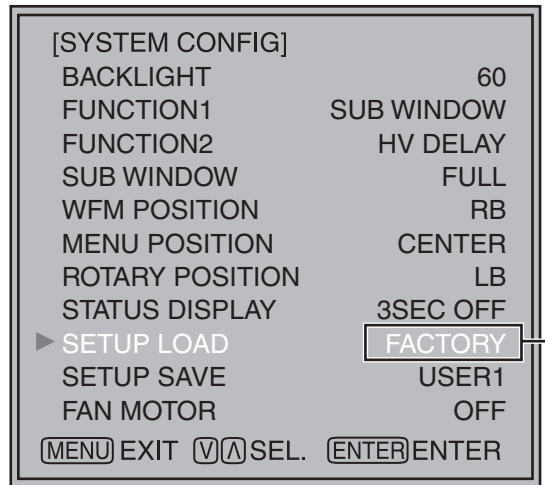 [SYSTEM CONFIG]
BACKLIGHT 60
FUNCTION1 SUB WINDOW
FUNCTION2 HV DELAY
SUB WINDOW FULL
WFM POSITION RB
MENU POSITION CENTER
ROTARY POSITION LB
STATUS DISPLAY 3SEC OFF
SETUP LOAD FACTORY
SETUP SAVE USER1
FAN MOTOR OFF
MENU EXIT V Λ SEL. ENTER ENTER